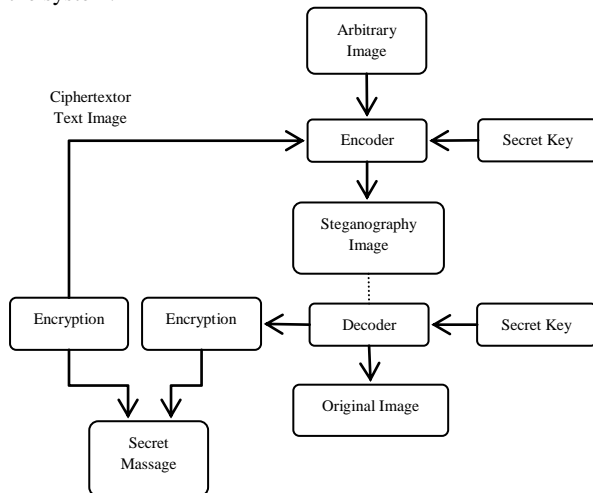 Arbitrary
Image
Ciphertextor
Text Image
Encoder
Secret Key
Steganography
Image
Encryption
Encryption
Decoder
Secret Key
Original Image
Secret
Massage